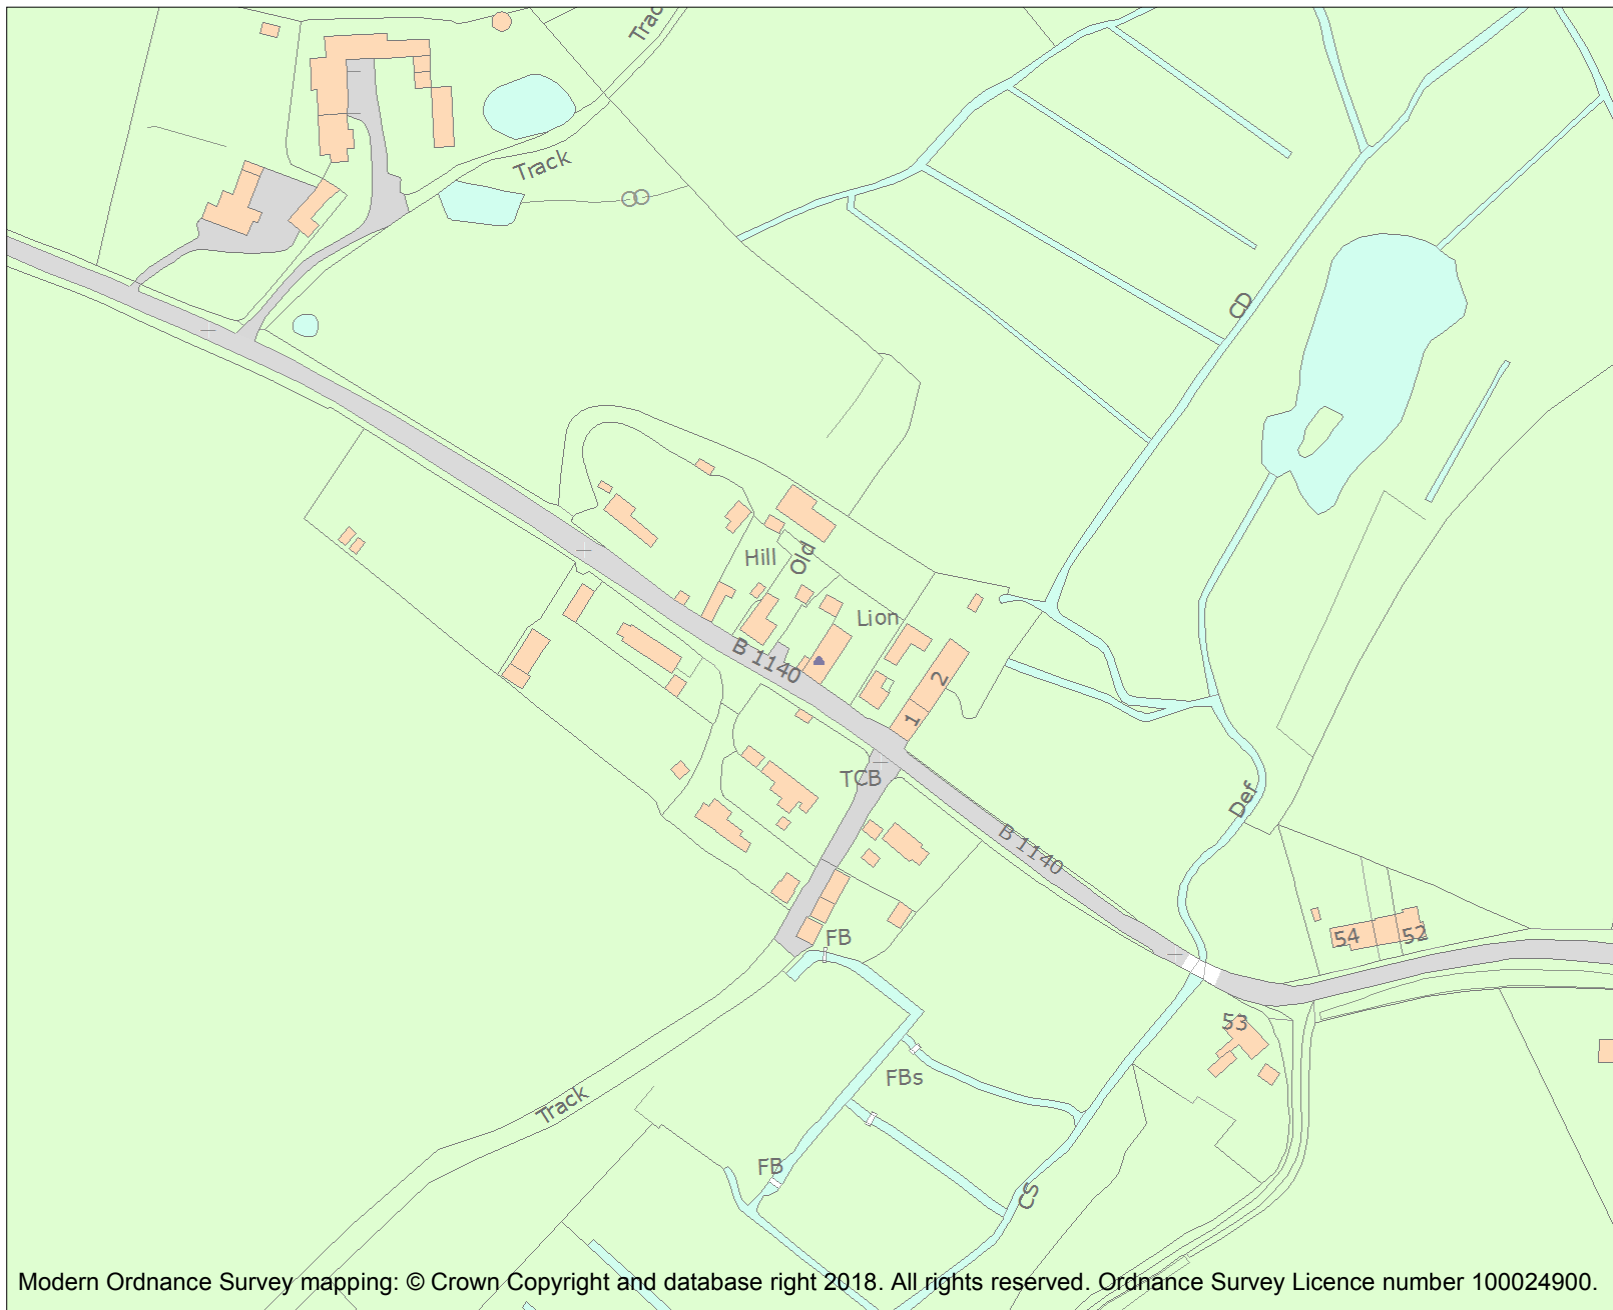 Trac
Track
CD
Hill
Old
Lion
B 1140
2
1
TCB
Def
B 1140
54
52
FB
53
FBs
Track
FB
CS
Modern Ordnance Survey mapping: © Crown Copyright and database right 2018. All rights reserved. Ordnance Survey Licence number 100024900.